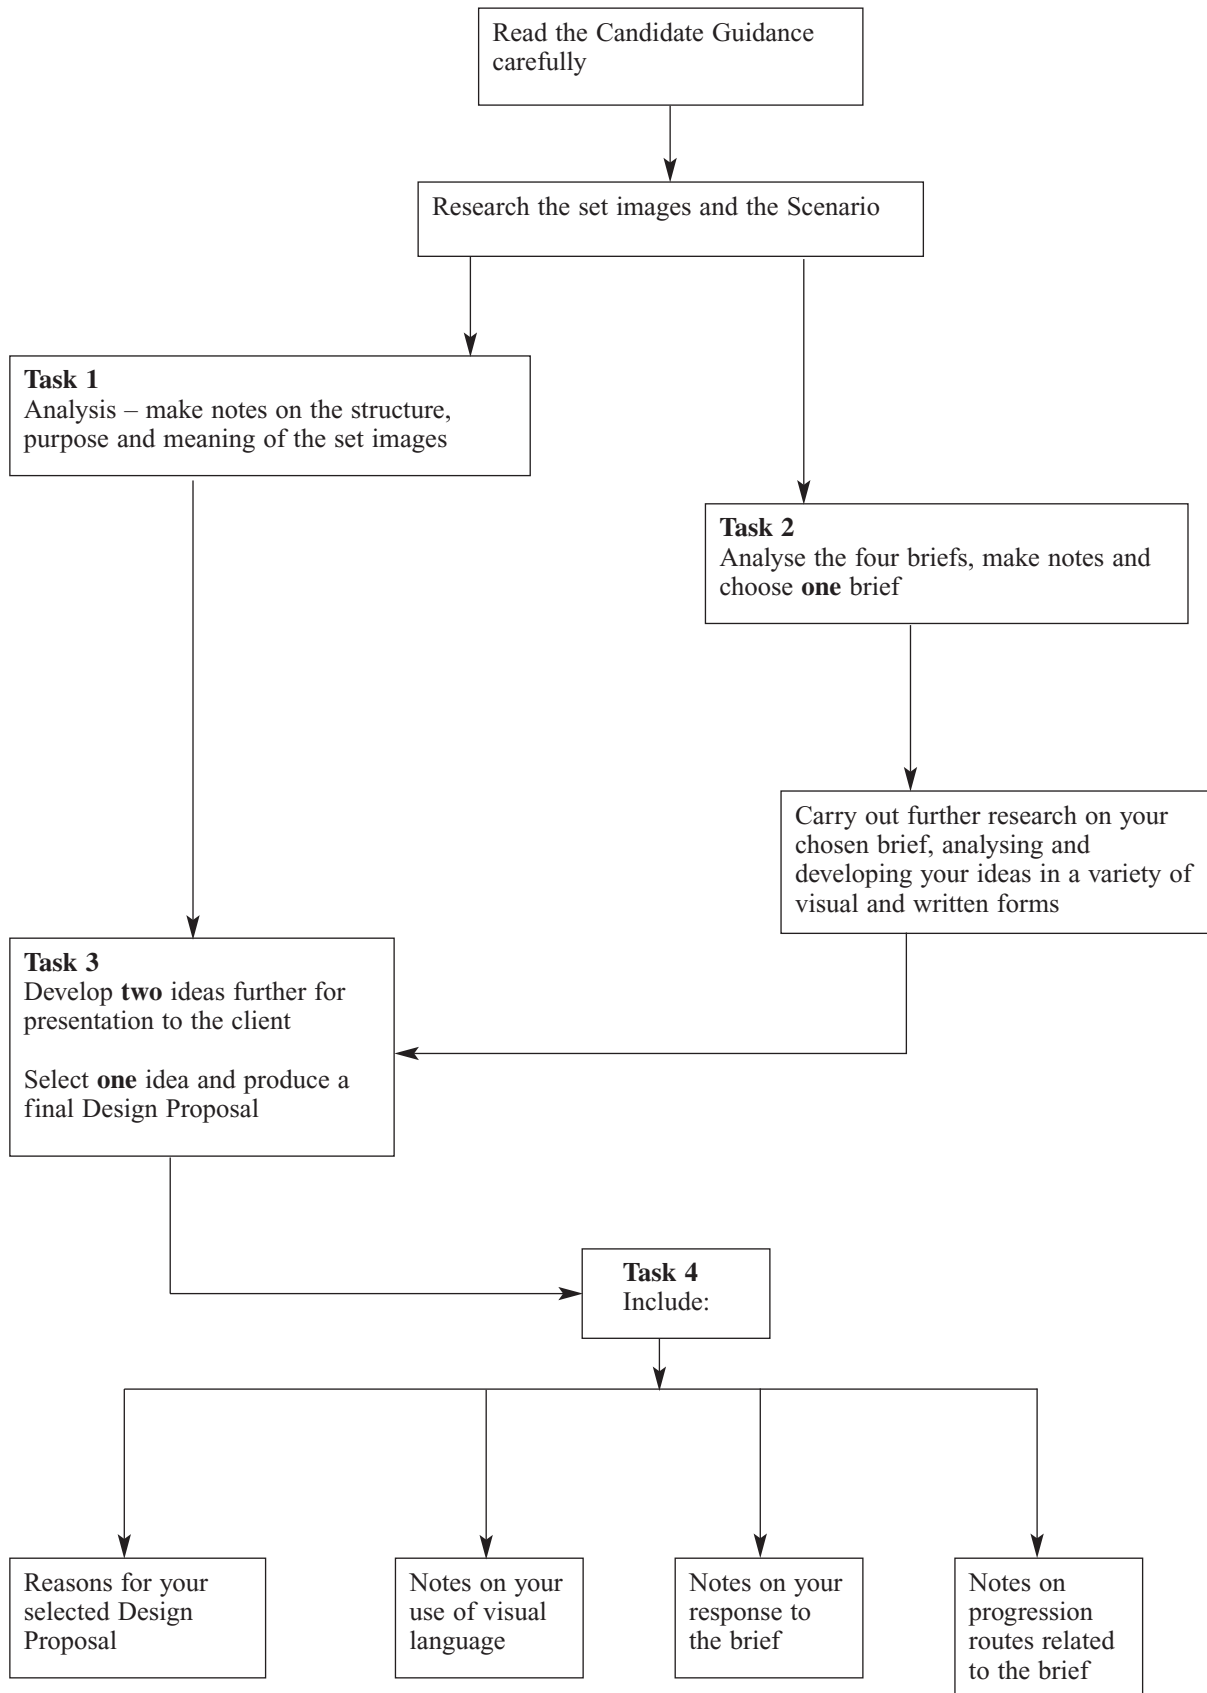 Read the Candidate Guidance
carefully
Research the set images and the Scenario
Task 1
Analysis – make notes on the structure,
purpose and meaning of the set images
Task 2
Analyse the four briefs, make notes and
choose one brief
Carry out further research on your
chosen brief, analysing and
developing your ideas in a variety of
visual and written forms
Task 3
Develop two ideas further for
presentation to the client
Select one idea and produce a
final Design Proposal
Task 4
Include:
Reasons for your
selected Design
Proposal
Notes on your
use of visual
language
Notes on your
response to
the brief
Notes on
progression
routes related
to the brief